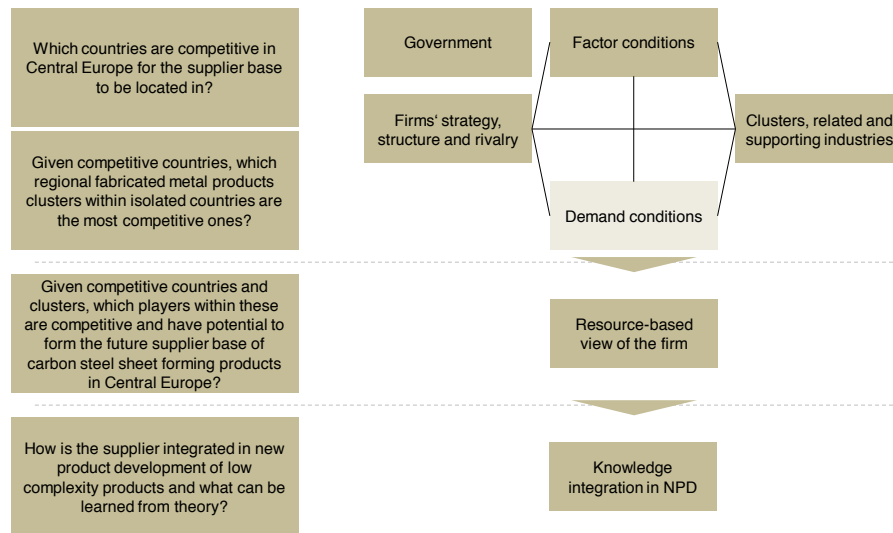 Which countries are competitive in
Central Europe for the supplier base
to be located in?
Government
Factor conditions
Firms‘ strategy,
structure and rivalry
Clusters, related and
supporting industries
Given competitive countries, which
regional fabricated metal products
clusters within isolated countries are
the most competitive ones?
Demand conditions
Given competitive countries and
clusters, which players within these
are competitive and have potential to
form the future supplier base of
carbon steel sheet forming products
in Central Europe?
Resource-based
view of the firm
How is the supplier integrated in new
product development of low
complexity products and what can be
learned from theory?
Knowledge
integration in NPD